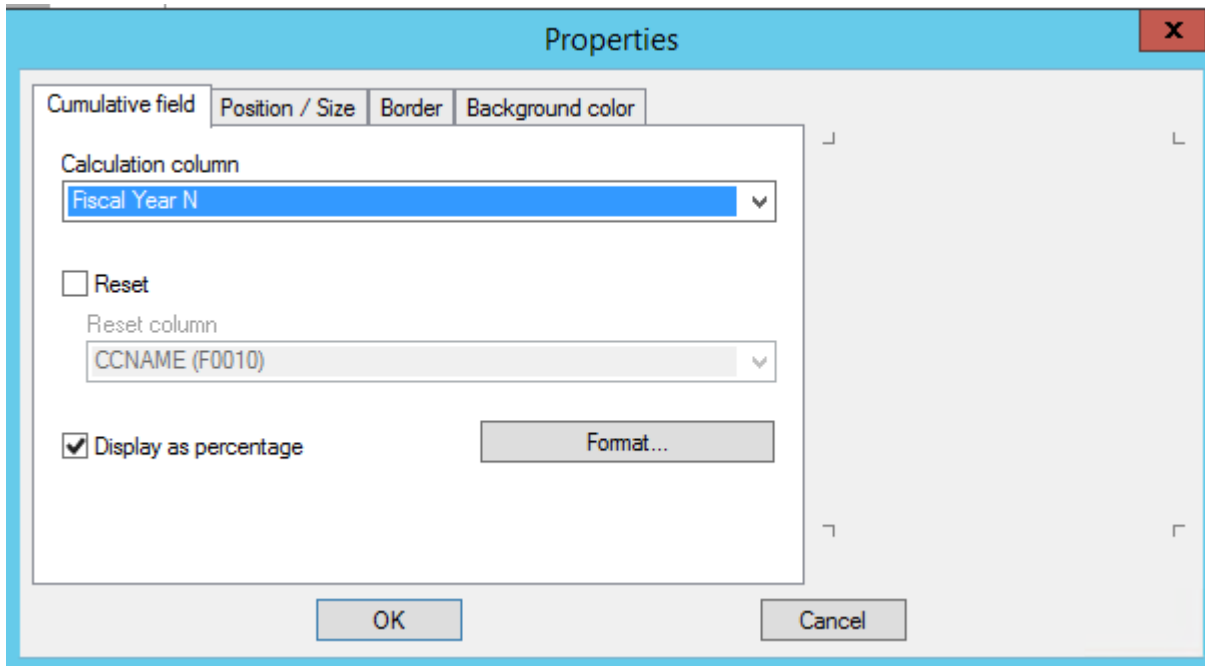 Properties
x
Cumulative field
Position / Size
Border
Background color
Calculation column
Fiscal Year N
Reset
Reset column
CCNAME (F0010)
Display as percentage
Format...
OK
Cancel